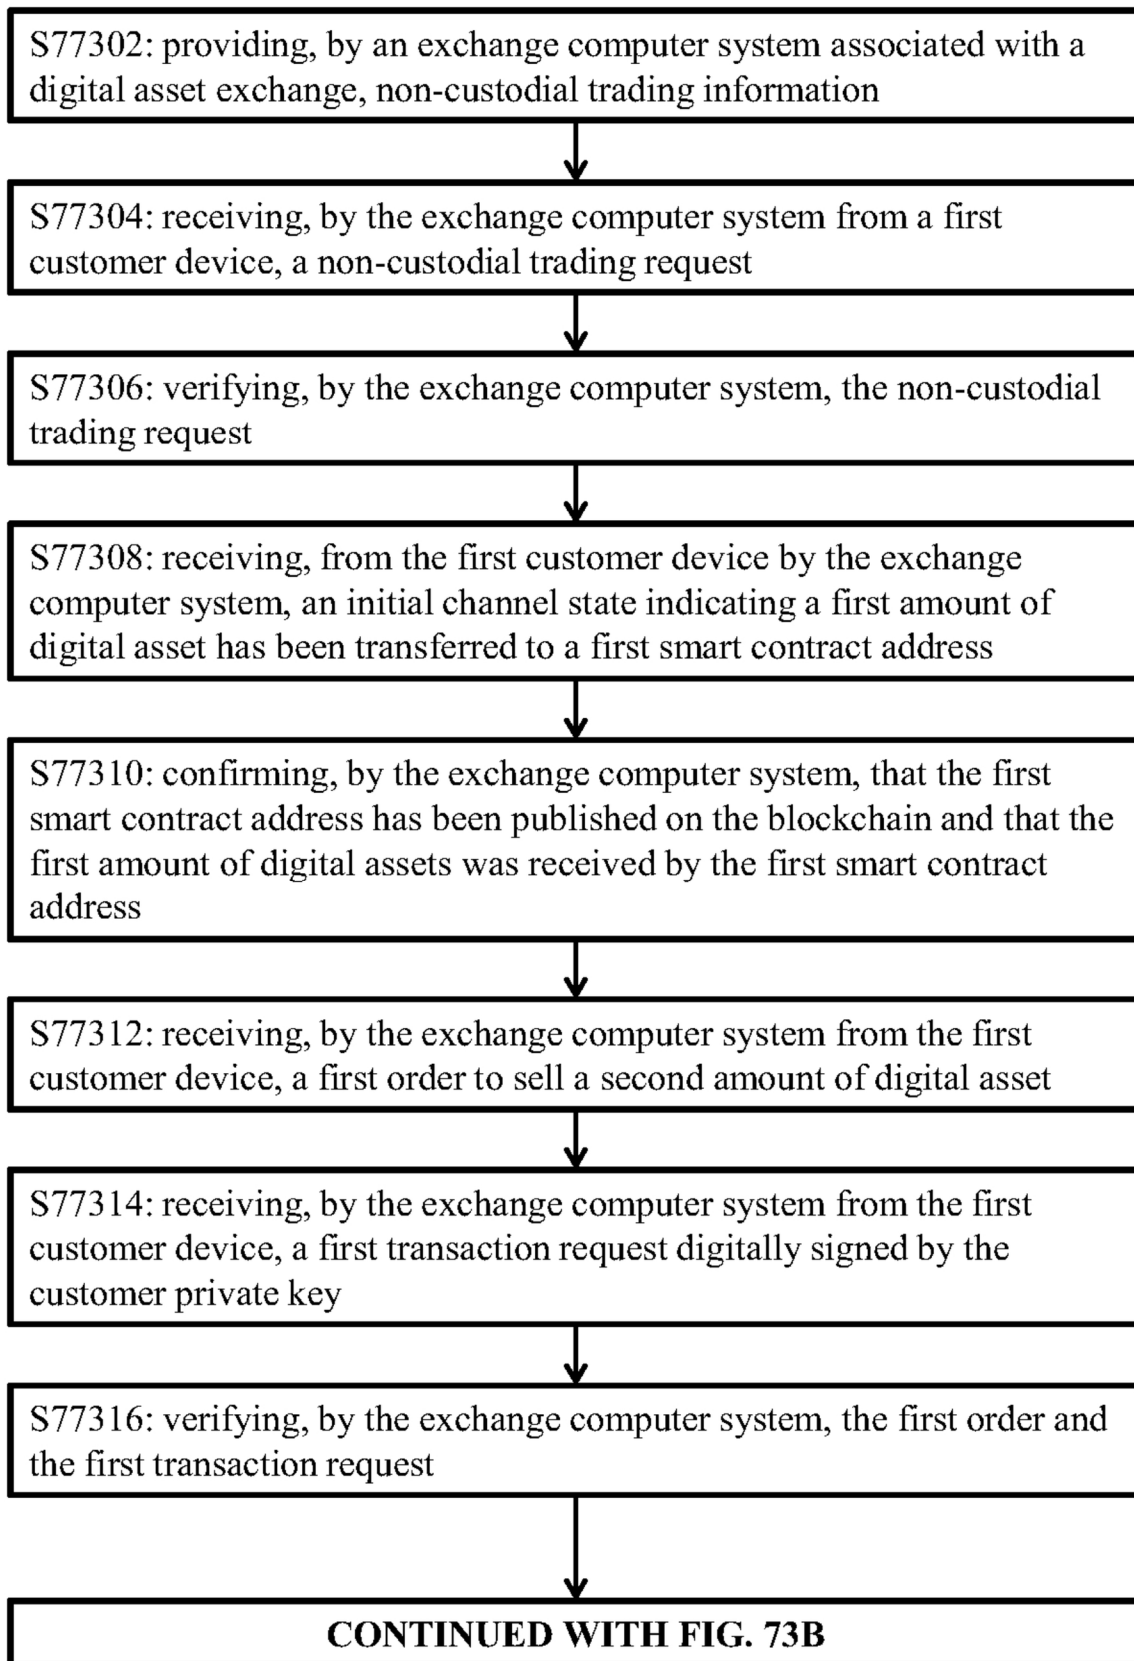 S77302: providing, by an exchange computer system associated with a
digital asset exchange, non-custodial trading information
S77304: receiving, by the exchange computer system from a first
customer device, a non-custodial trading request
S77306: verifying, by the exchange computer system, the non-custodial
trading request
S77308: receiving, from the first customer device by the exchange
computer system, an initial channel state indicating a first amount of
digital asset has been transferred to a first smart contract address
S77310: confirming, by the exchange computer system, that the first
smart contract address has been published on the blockchain and that the
first amount of digital assets was received by the first smart contract
address
S77312: receiving, by the exchange computer system from the first
customer device, a first order to sell a second amount of digital asset
S77314: receiving, by the exchange computer system from the first
customer device, a first transaction request digitally signed by the
customer private key
S77316: verifying, by the exchange computer system, the first order and
the first transaction request
CONTINUED WITH FIG. 73B